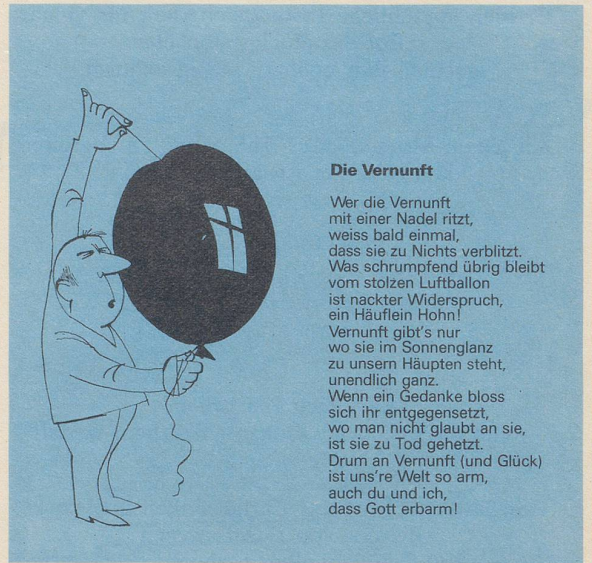 Die Vernunft
Wer die Vernunft
mit einer Nadel ritzt,
weiss bald einmal,
dass sie zu Nichts verblitzt.
Was schrumpfend übrig bleibt
vom stolzen Luftballon
ist nackter Widerspruch,
ein Häuflein Hohn!
Vernunft gibt's nur
wo sie im Sonnenglanz
zu unsern Häupten steht,
unendlich ganz.
Wenn ein Gedanke bloss
sich ihr entgegensetzt,
wo man nicht glaubt an sie,
ist sie zu Tod gehetzt.
Drum an Vernunft (und Glück)
ist uns're Welt so arm,
auch du und ich,
dass Gott erbarm!